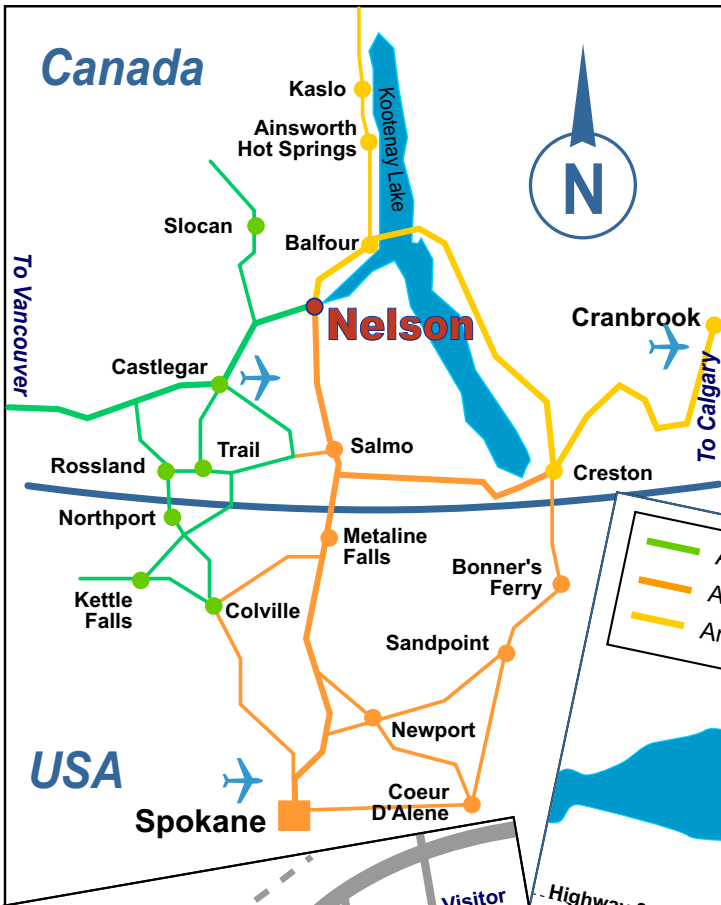 Canada
Kaslo
Kootenay Lake
Ainsworth
Hot Springs
N
Slocan
Balfour
To Vancouver
Nelson
Cranbrook
Castlegar
To Calgary
Salmo
Trail
Rossland
Creston
Northport
Metaline
Falls
Bonner's
Ferry
Kettle
Falls
Colville
Sandpoint
Newport
USA
Coeur
D'Alene
Spokane
Visitor
Highway